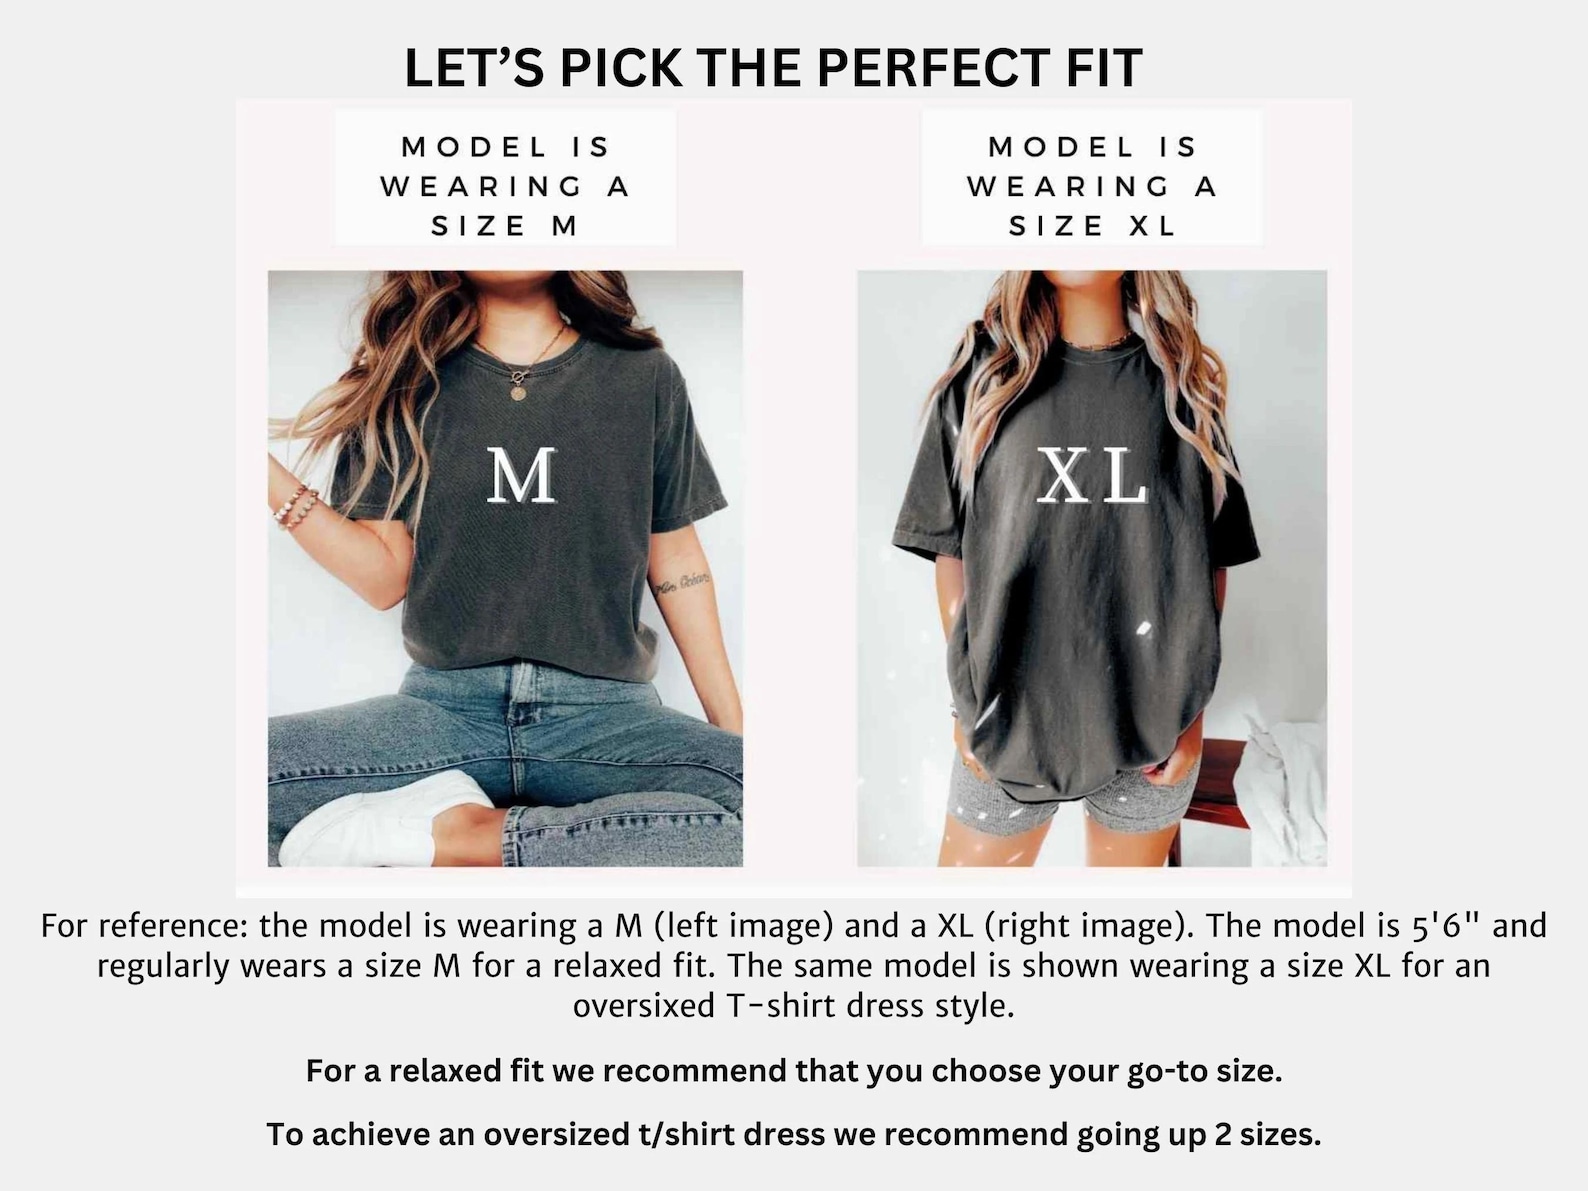 LET’S PICK THE PERFECT FIT
MODEL IS
WEARING A
SIZE M
MODEL IS
WEARING A
SIZE XL
M
XL
For reference: the model is wearing a M (left image) and a XL (right image). The model is 5'6" and
regularly wears a size M for a relaxed fit. The same model is shown wearing a size XL for an
oversixed T-shirt dress style.
For a relaxed fit we recommend that you choose your go-to size.
To achieve an oversized t/shirt dress we recommend going up 2 sizes.